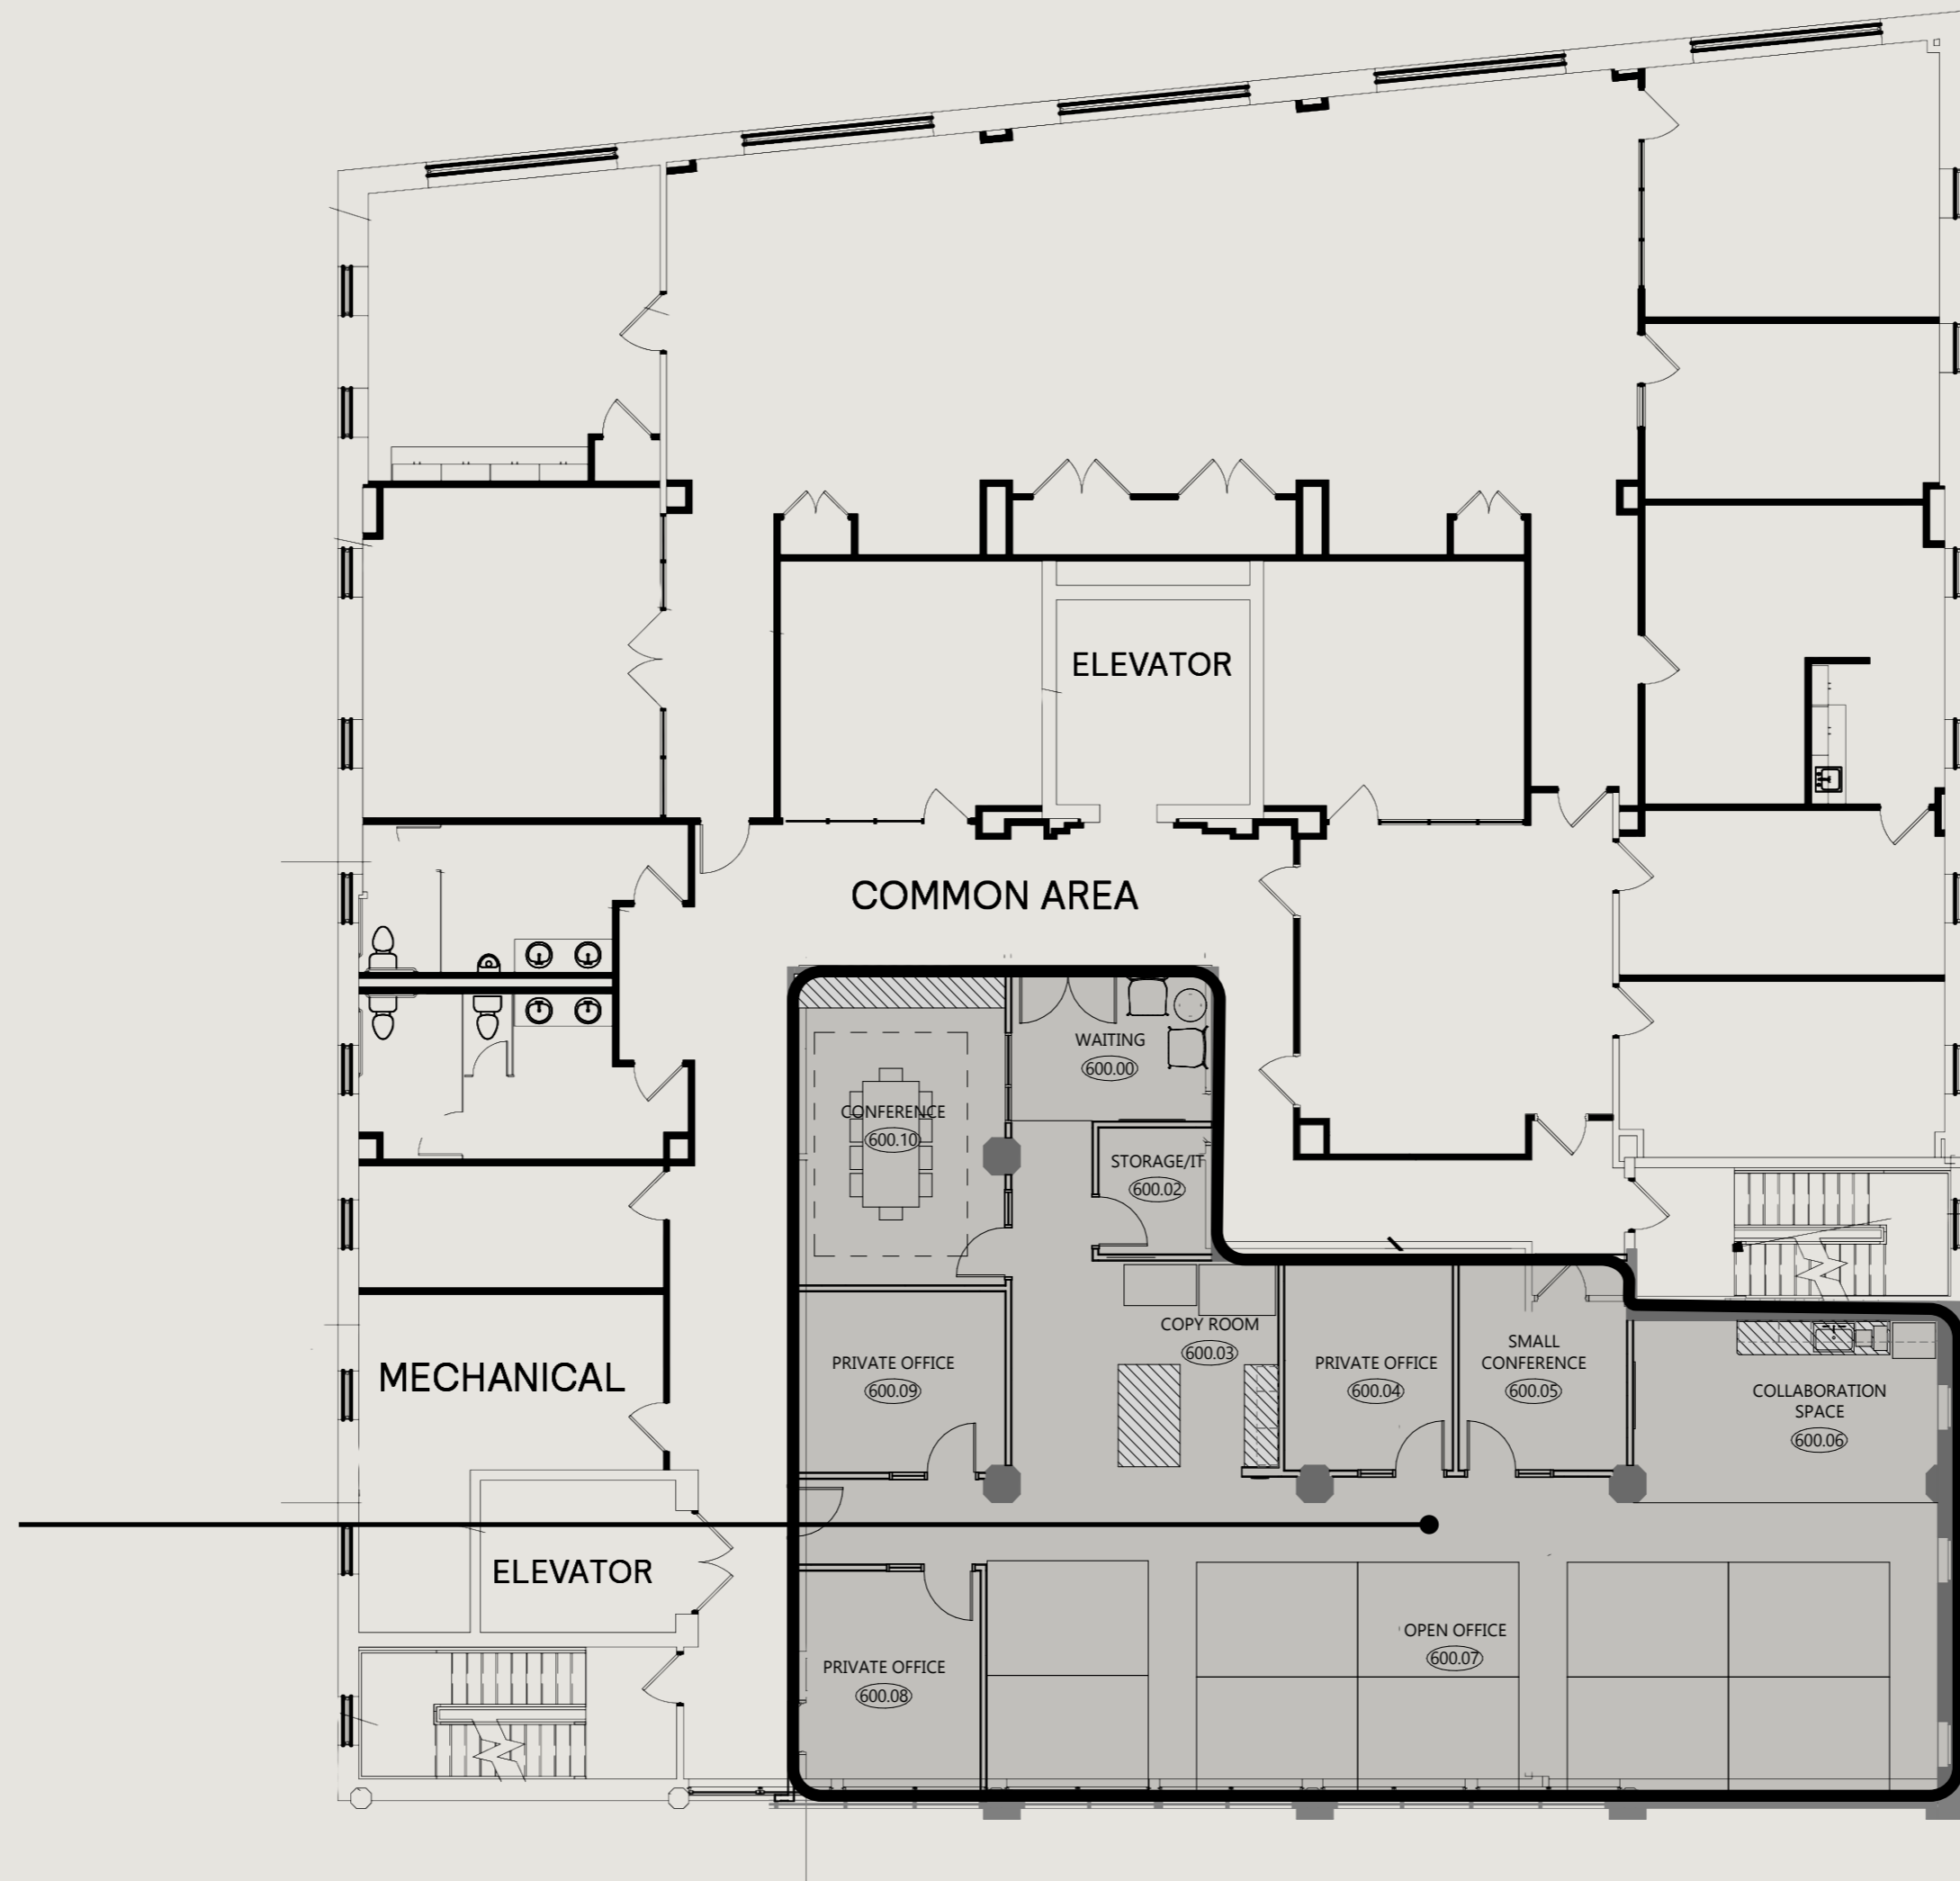 ELEVATOR
COMMON AREA
WAITING
600.00
CONFERENCE
600.10
STORAGE/IT
600.02
COPY ROOM
600.03
PRIVATE OFFICE
600.09
PRIVATE OFFICE
600.04
SMALL
CONFERENCE
600.05
COLLABORATION
SPACE
600.06
MECHANICAL
ELEVATOR
OPEN OFFICE
600.07
PRIVATE OFFICE
600.08